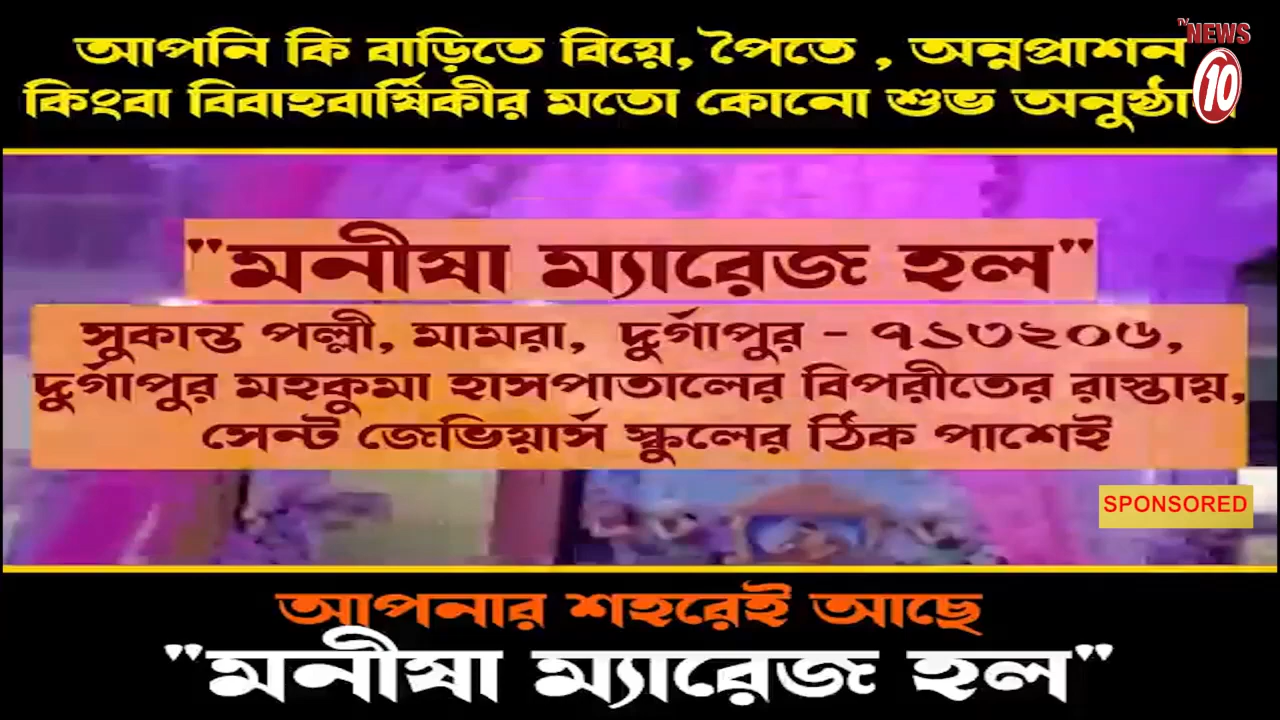 আপনি কি বাড়িতে বিয়ে, পৈতে , অন্নপ্রাশন
কিংবা বিবাহবার্ষিকীর মতো কোনো শুভ
TV NEWS
10
"মনীষা ম্যারেজ হল"
সুকান্ত পল্লী, মামরা, দুর্গাপুর - ৭১৩২০৬,
দুর্গাপুর মহকুমা হাসপাতালের বিপরীতের রাস্তায়,
সেন্ট জেভিয়ার্স স্কুলের ঠিক পাশেই
SPONSORED
আপনার শহরেই আছে
"মনীষা ম্যারেজ হল"